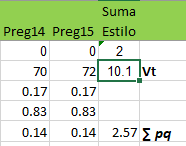 Suma
Preg14 Preg15 Estilo
0 0 2
70 72 10.1 Vt
0.17 0.17
0.83 0.83
0.14 0.14 2.57 ∑ pq